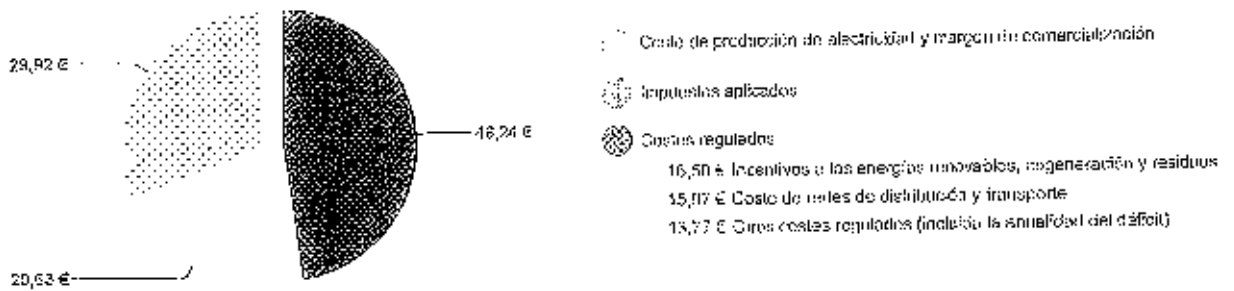 29,92 €
46,24 €
20,63 €
Coste de producción de electricidad y margen de comercialización
Impuestos aplicados
Costes regulados
16,50 € Incentivos a las energías renovables, cogeneración y residuos
15,97 € Coste de redes de distribución y transporte
13,77 € Otros costes regulados (incluida la anualidad del déficit)